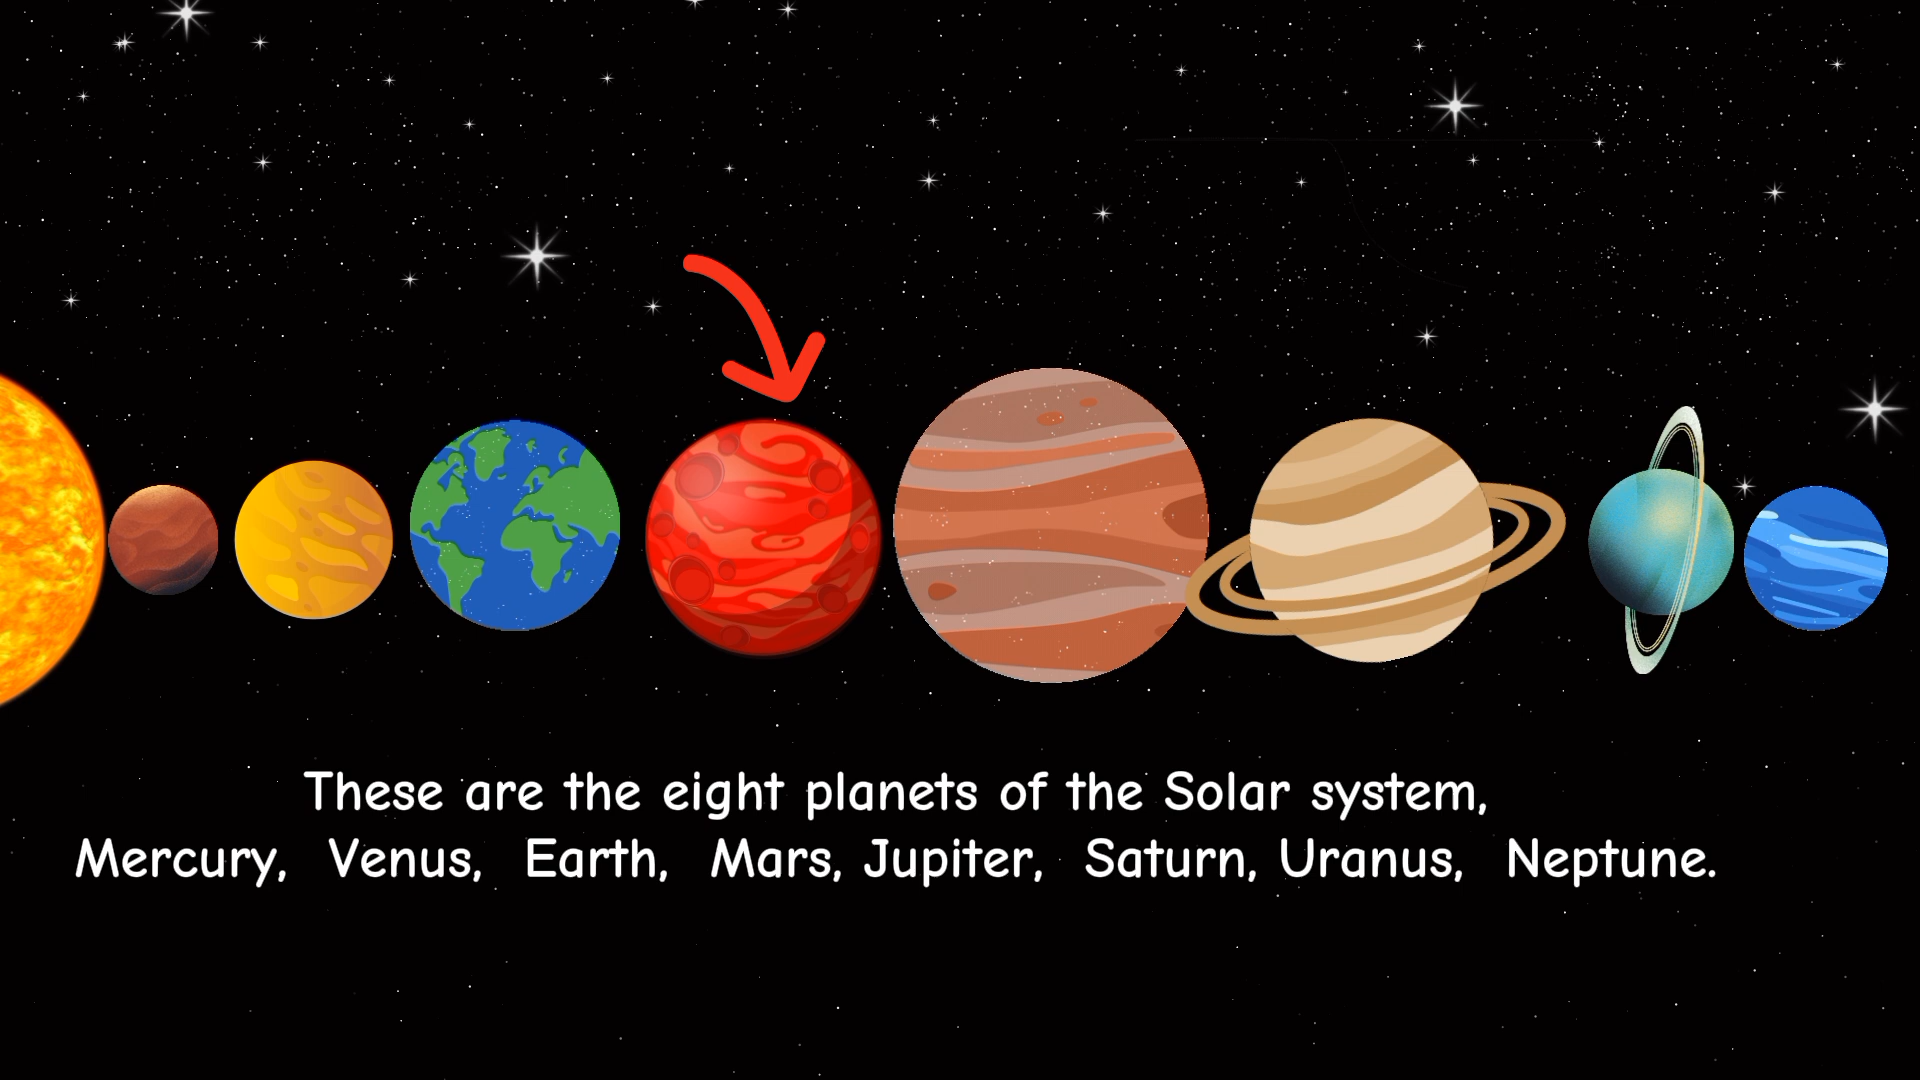 These are the eight planets of the Solar system,
Mercury, Venus, Earth, Mars, Jupiter, Saturn, Uranus, Neptune.